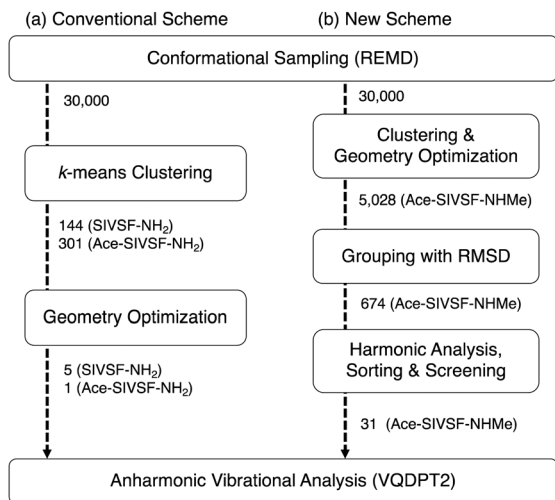 (a) Conventional Scheme
(b) New Scheme
Conformational Sampling (REMD)
30,000
k-means Clustering
144 (SIVSF-NH₂)
301 (Ace-SIVSF-NH₂)
Geometry Optimization
5 (SIVSF-NH₂)
1 (Ace-SIVSF-NH₂)
30,000
Clustering &
Geometry Optimization
5,028 (Ace-SIVSF-NHMe)
Grouping with RMSD
674 (Ace-SIVSF-NHMe)
Harmonic Analysis,
Sorting & Screening
31 (Ace-SIVSF-NHMe)
Anharmonic Vibrational Analysis (VQDPT2)